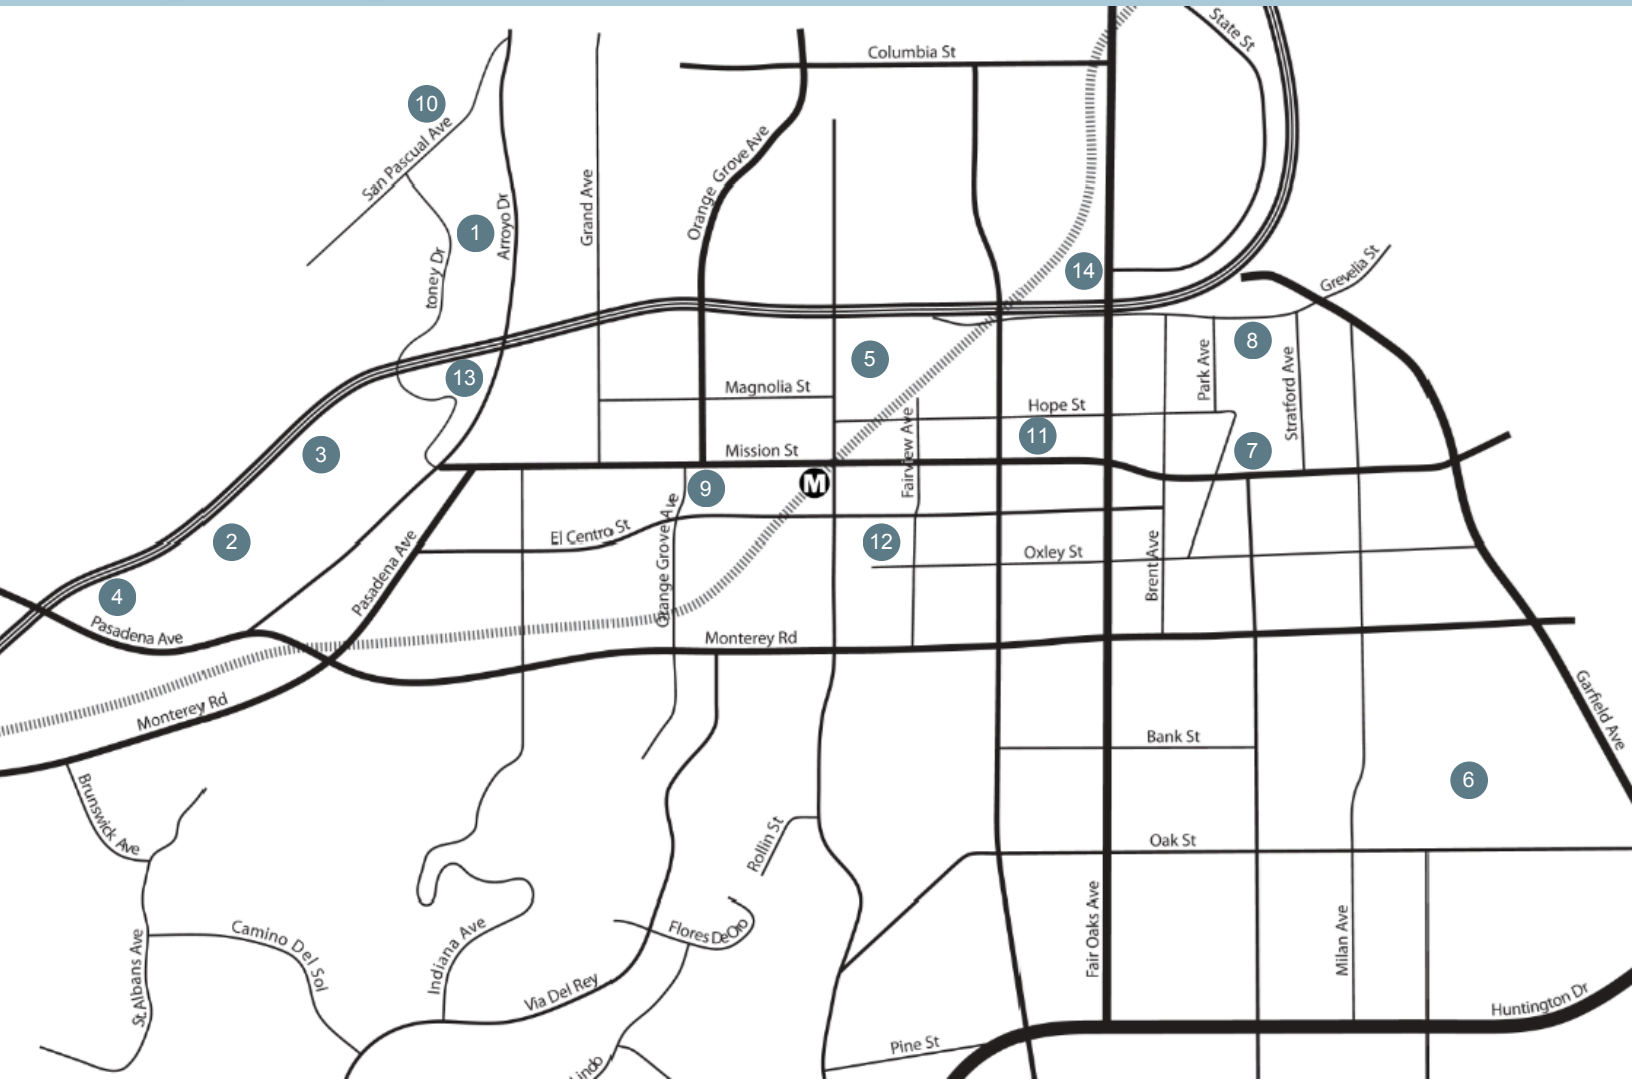 State St
Columbia St
10
San Pascual Ave
Orange Grove Ave
Grand Ave
Arroyo Dr
1
toney Dr
14
Grevelia St
5
8
13
Park Ave
Stratford Ave
Magnolia St
Hope St
11
Fairview Ave
3
Mission St
7
M
9
2
El Centro St
Orange Grove Ave
12
Oxley St
Brent Ave
Pasadena Ave
4
Pasadena Ave
Monterey Rd
Monterey Rd
Garfield Ave
Bank St
6
Brunswick Ave
Rollin St
Oak St
Fair Oaks Ave
Milan Ave
Camino Del Sol
Indiana Ave
Flores De Oro
St. Albans Ave
Via Del Rey
Huntington Dr
Pine St
Lindo